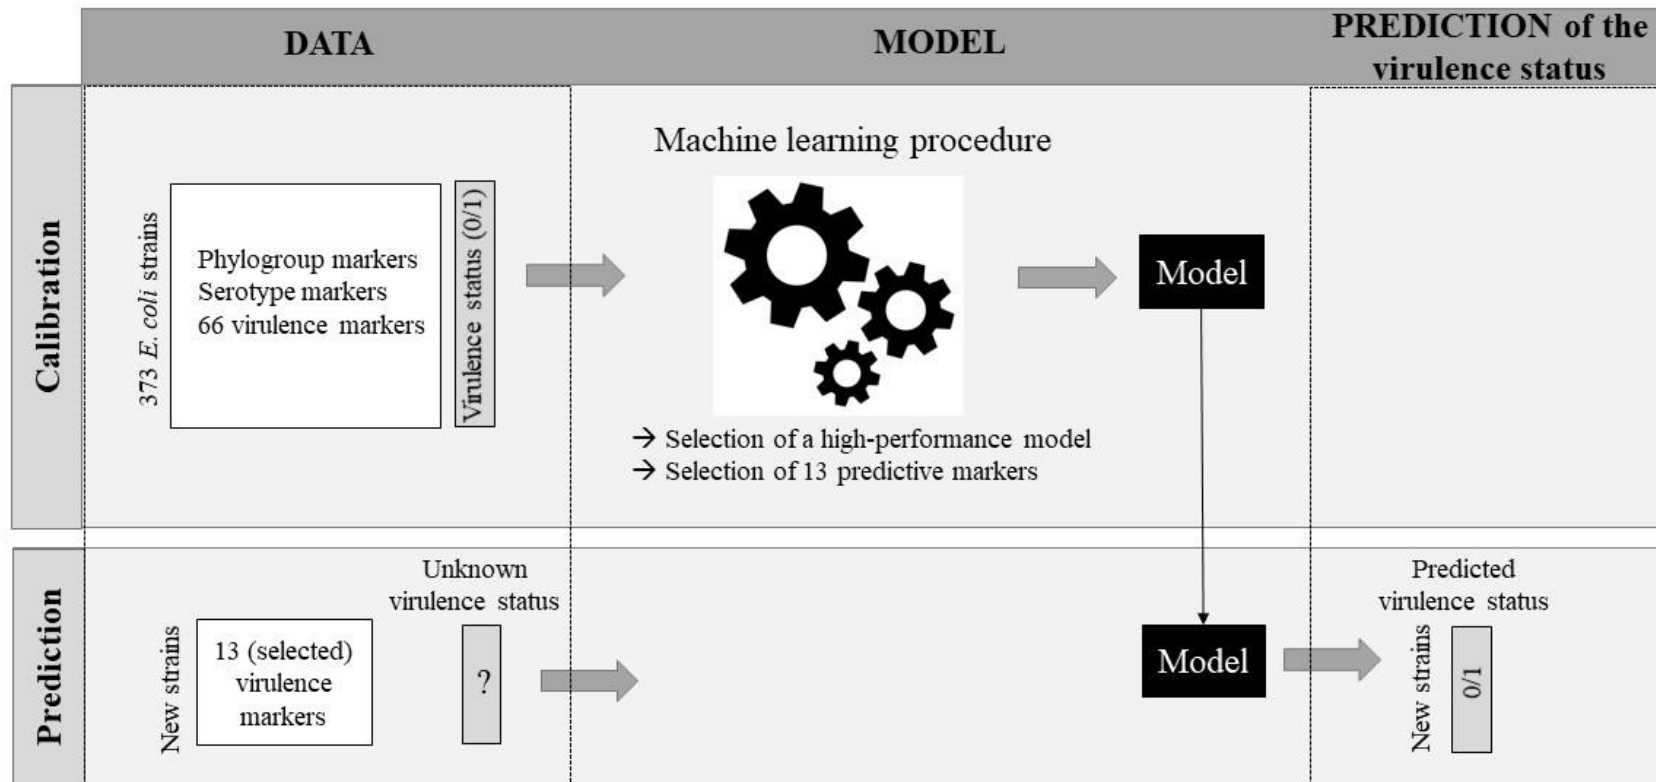 DATA
MODEL
PREDICTION of the
virulence status
Calibration
373 E. coli strains
Phylogroup markers
Serotype markers
66 virulence markers
Virulence status (0/1)
Machine learning procedure
→ Selection of a high-performance model
→ Selection of 13 predictive markers
Model
Prediction
New strains
13 (selected)
virulence
markers
Unknown
virulence status
?
Model
Predicted
virulence status
New strains
0/1